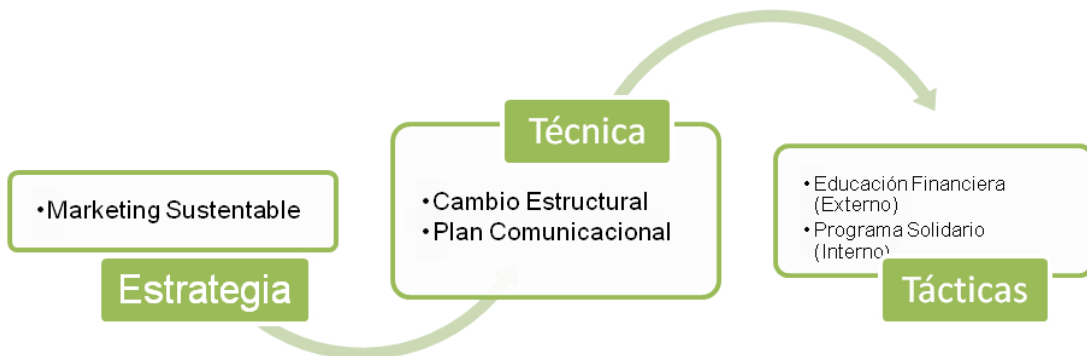 •Marketing Sustentable
Estrategia
Técnica
•Cambio Estructural
•Plan Comunicacional
•Educación Financiera
(Externo)
•Programa Solidario
(Interno)
Tácticas